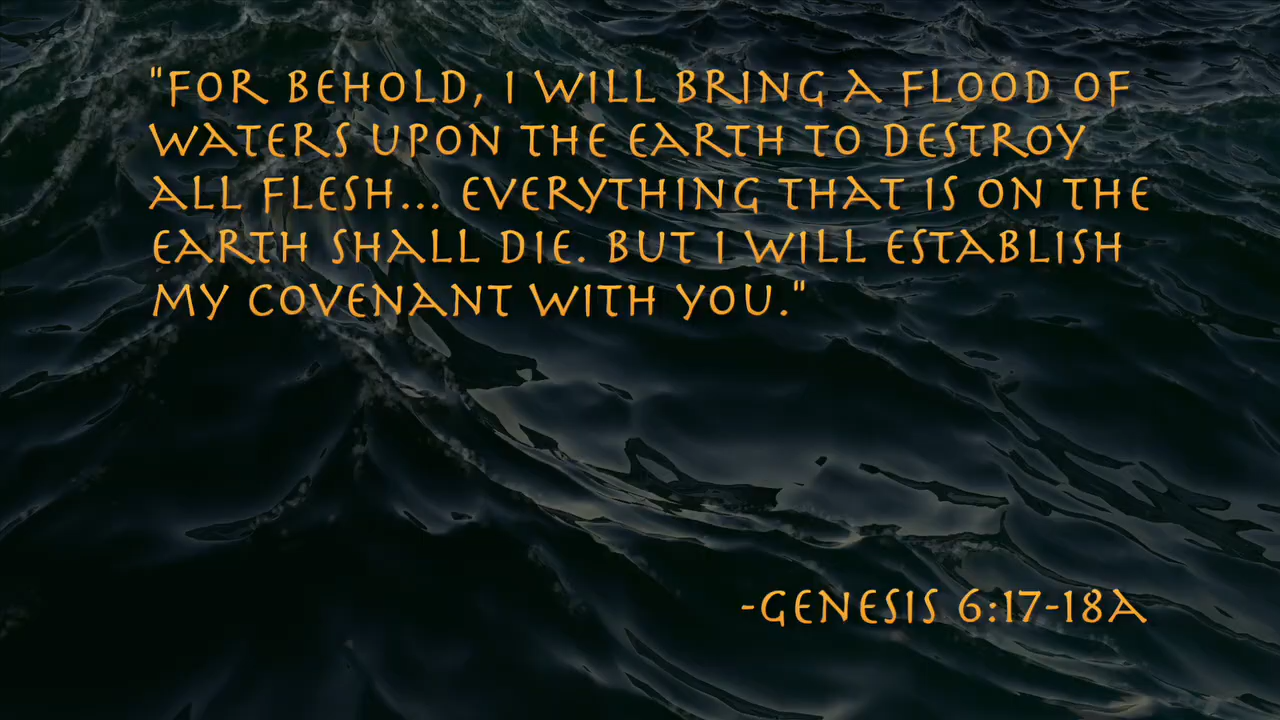 "FOR BEHOLD, I WILL BRING A FLOOD OF
WATERS UPON THE EARTH TO DESTROY
ALL FLESH... EVERYTHING THAT IS ON THE
EARTH SHALL DIE. BUT I WILL ESTABLISH
MY COVENANT WITH YOU."
-GENESIS 6:17-18A